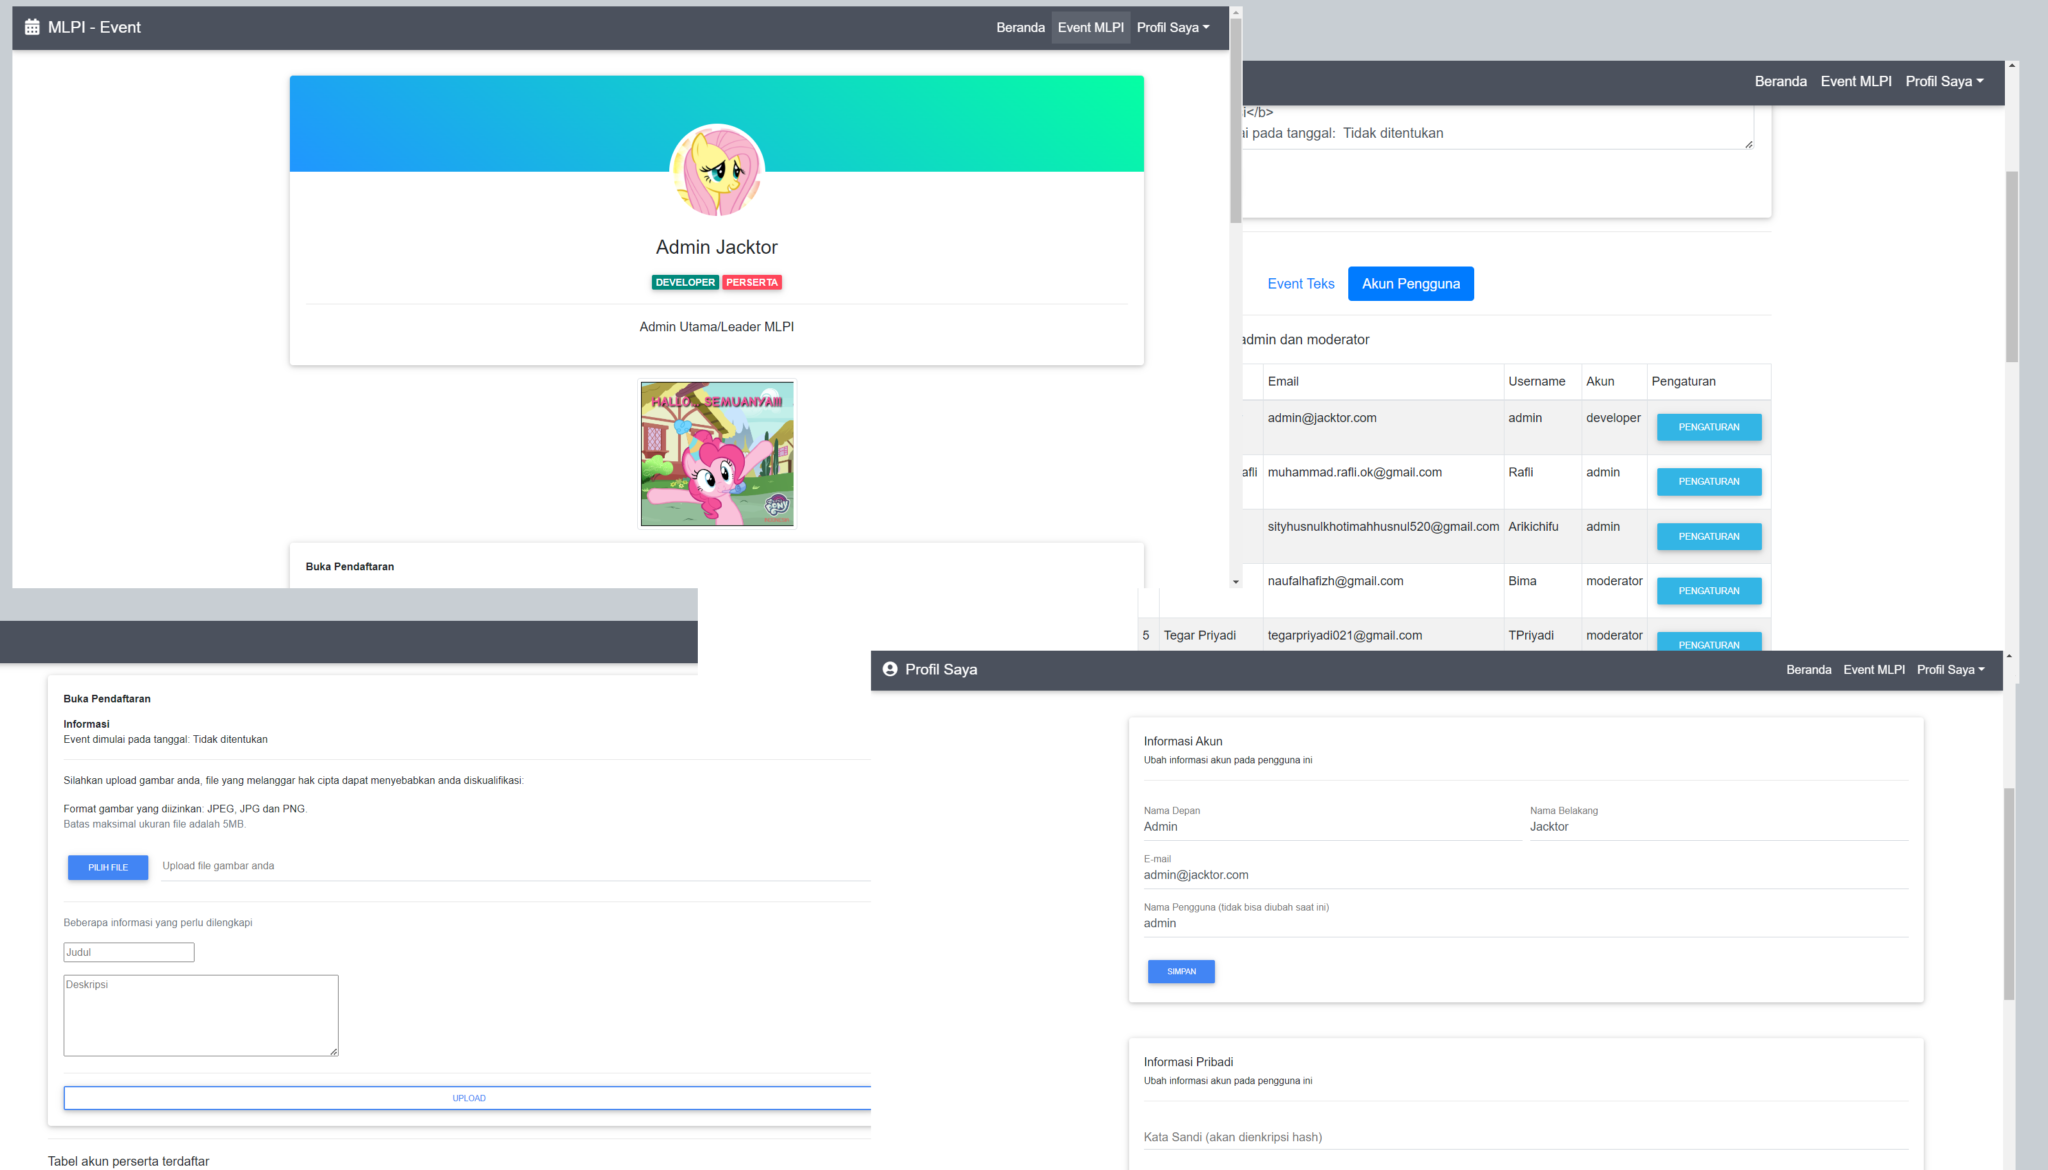 MLPI - Event
Beranda Event MLPI Profil Saya
Admin Jacktor
DEVELOPER PERSERTA
Admin Utama/Leader MLPI
HALLO... SEMUANYA!!!
Buka Pendaftaran
Beranda Event MLPI Profil Saya
i</b>
pada tanggal: Tidak ditentukan
Event Teks Akun Pengguna
admin dan moderator
Email Username Akun Pengaturan
admin@jacktor.com admin developer PENGATURAN
afli muhammad.rafli.ok@gmail.com Rafli admin PENGATURAN
sityhusnulkhotimahhusnul520@gmail.com Arikichifu admin PENGATURAN
naufalhafizh@gmail.com Bima moderator PENGATURAN
5 Tegar Priyadi tegarpriyadi021@gmail.com TPriyadi moderator PENGATURAN
Buka Pendaftaran
Informasi
Event dimulai pada tanggal: Tidak ditentukan
Silahkan upload gambar anda, file yang melanggar hak cipta dapat menyebabkan anda diskualifikasi:
Format gambar yang diizinkan: JPEG, JPG dan PNG.
Batas maksimal ukuran file adalah 5MB.
PILIH FILE Upload file gambar anda
Beberapa informasi yang perlu dilengkapi
Judul
Deskripsi
UPLOAD
Tabel akun perserta terdaftar
Profil Saya
Beranda Event MLPI Profil Saya
Informasi Akun
Ubah informasi akun pada pengguna ini
Nama Depan Nama Belakang
Admin Jacktor
E-mail
admin@jacktor.com
Nama Pengguna (tidak bisa diubah saat ini)
admin
SIMPAN
Informasi Pribadi
Ubah informasi akun pada pengguna ini
Kata Sandi (akan dienkripsi hash)